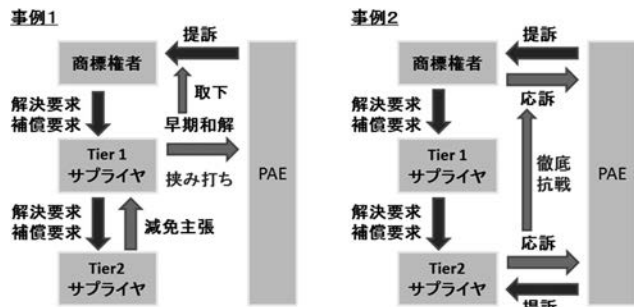 事例1
提訴
商標権者
取下
解決要求
補償要求
早期和解
Tier 1
サプライヤ
挟み打ち
PAE
解決要求
補償要求
減免主張
Tier2
サプライヤ
事例2
提訴
商標権者
応訴
解決要求
補償要求
Tier 1
サプライヤ
徹底
抗戦
PAE
解決要求
補償要求
応訴
Tier2
サプライヤ
提訴